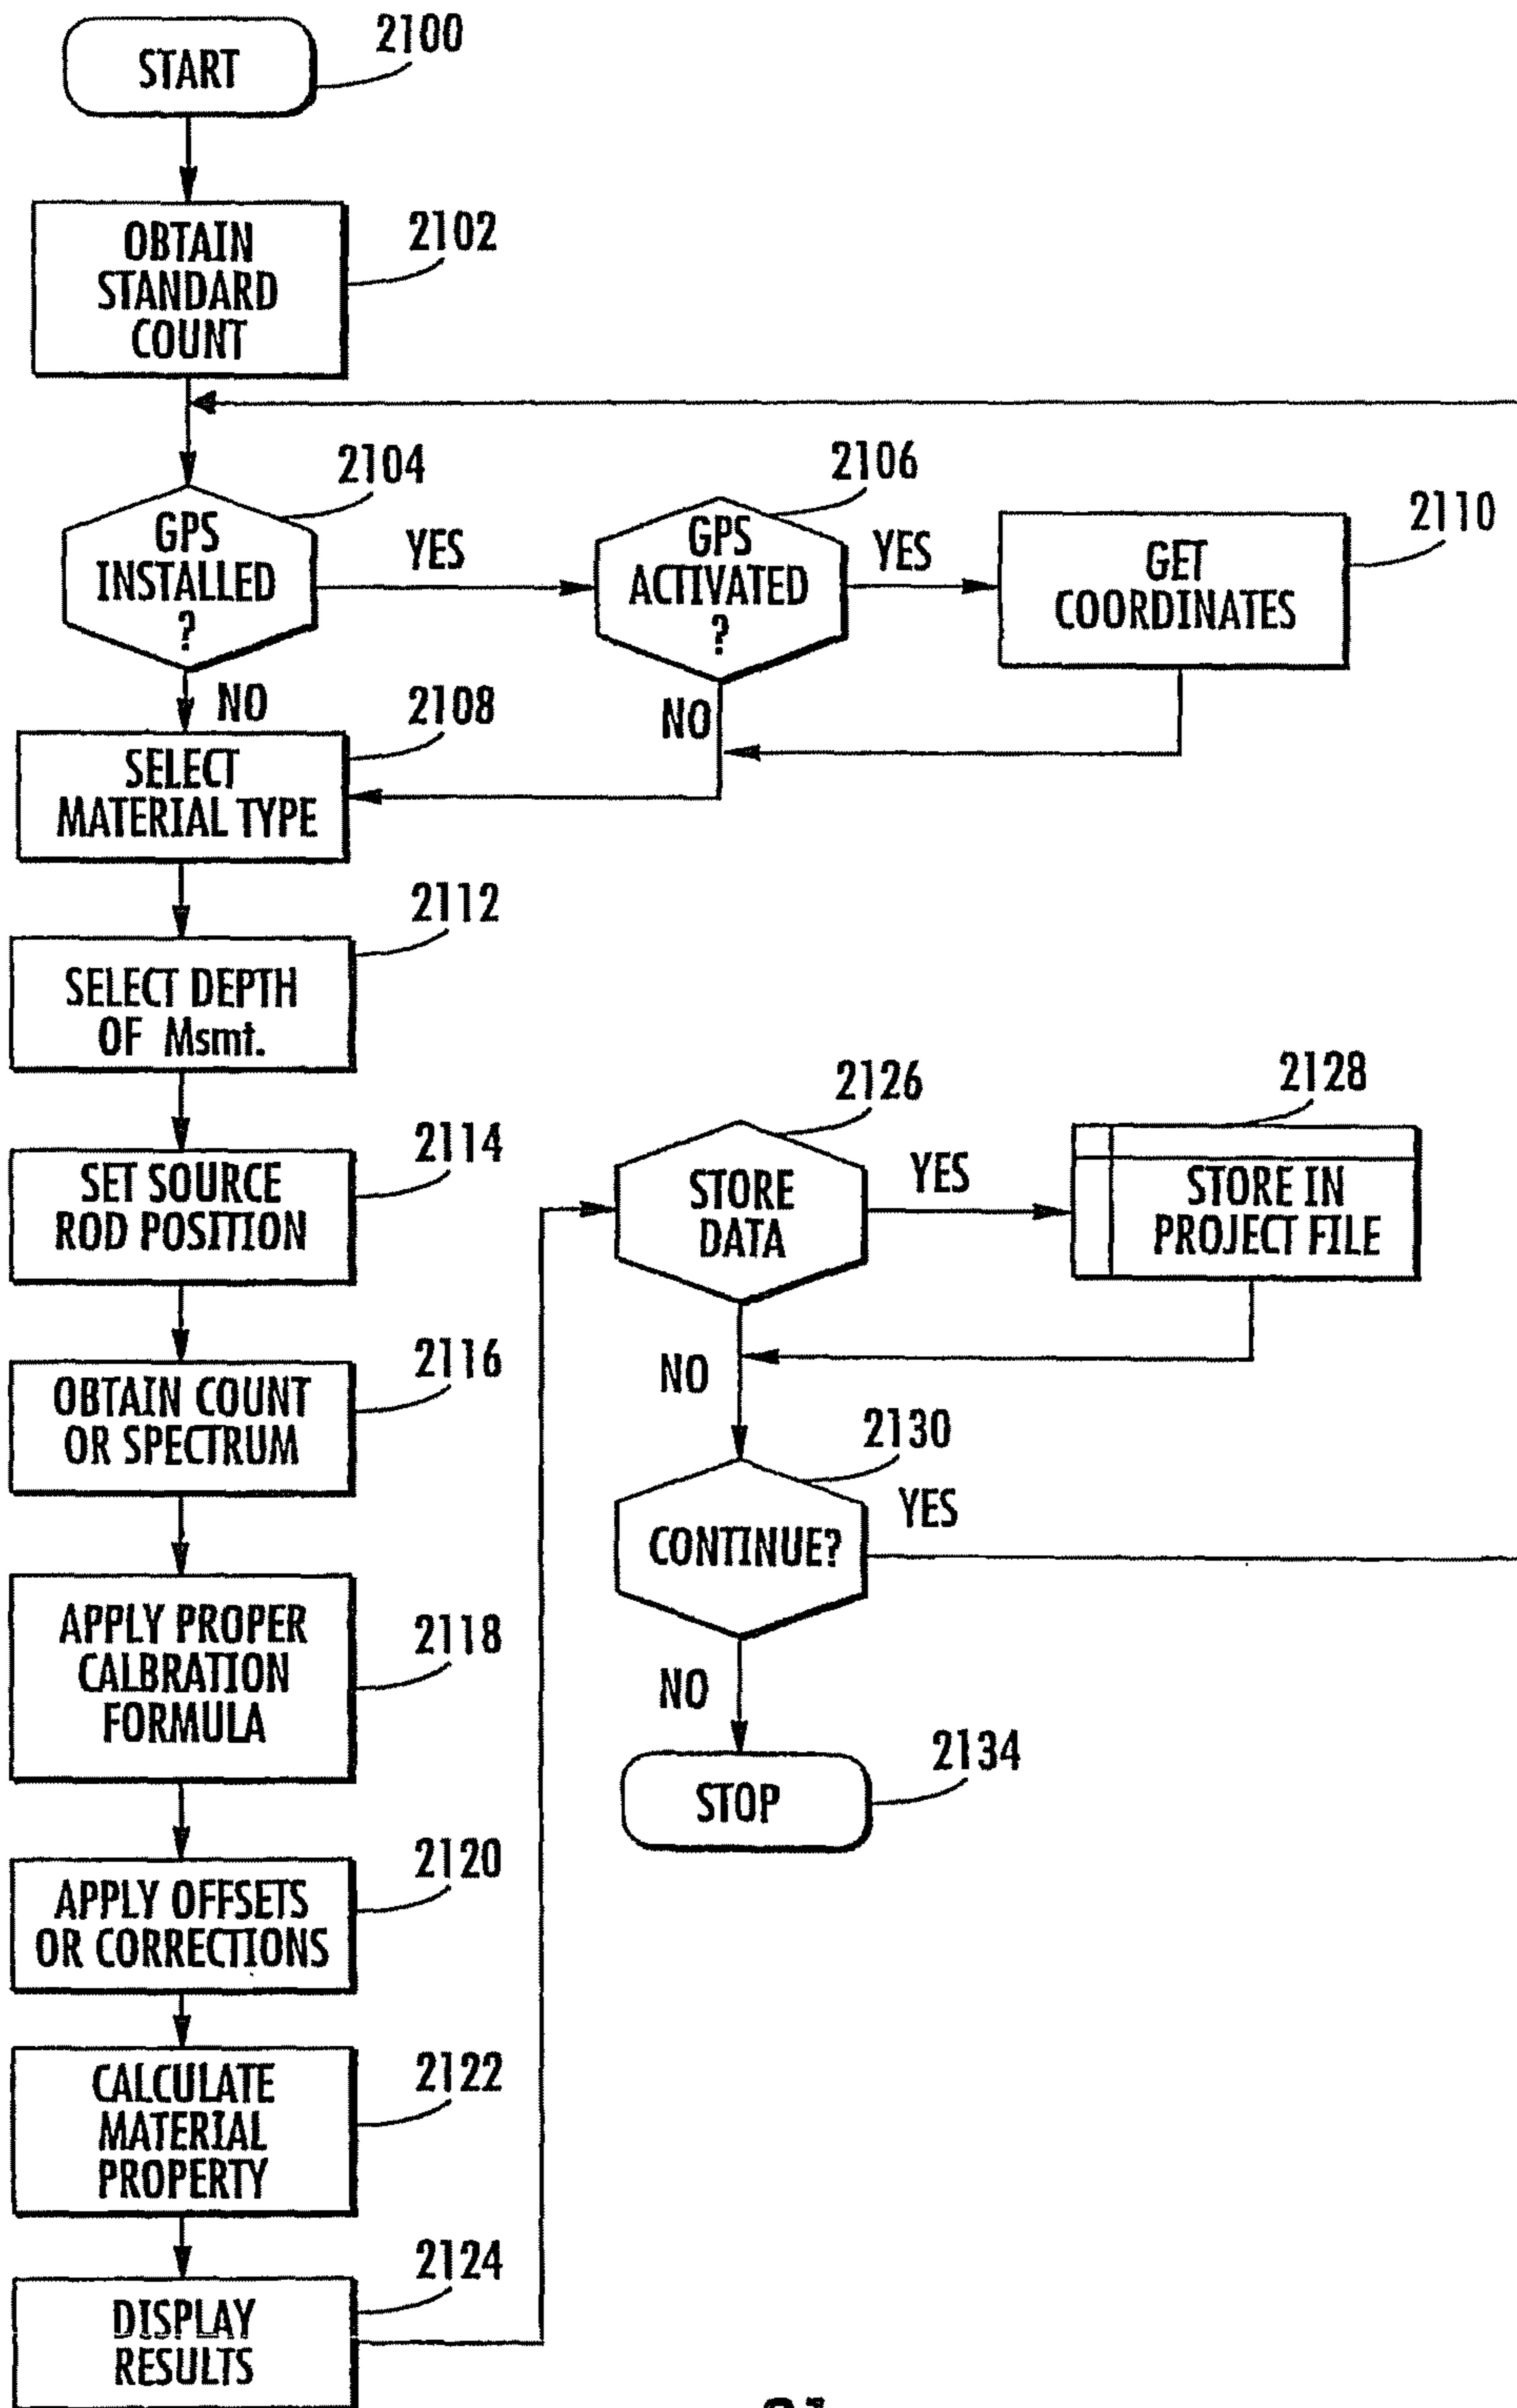 START
2100
OBTAIN
STANDARD
COUNT
2102
GPS
INSTALLED
?
2104
YES
NO
GPS
ACTIVATED
?
2106
YES
NO
GET
COORDINATES
2110
SELECT
MATERIAL TYPE
2108
SELECT DEPTH
OF Msmt.
2112
SET SOURCE
ROD POSITION
2114
OBTAIN COUNT
OR SPECTRUM
2116
APPLY PROPER
CALBRATION
FORMULA
2118
APPLY OFFSETS
OR CORRECTIONS
2120
CALCULATE
MATERIAL
PROPERTY
2122
DISPLAY
RESULTS
2124
STORE
DATA
2126
YES
NO
STORE IN
PROJECT FILE
2128
CONTINUE?
2130
YES
NO
STOP
2134